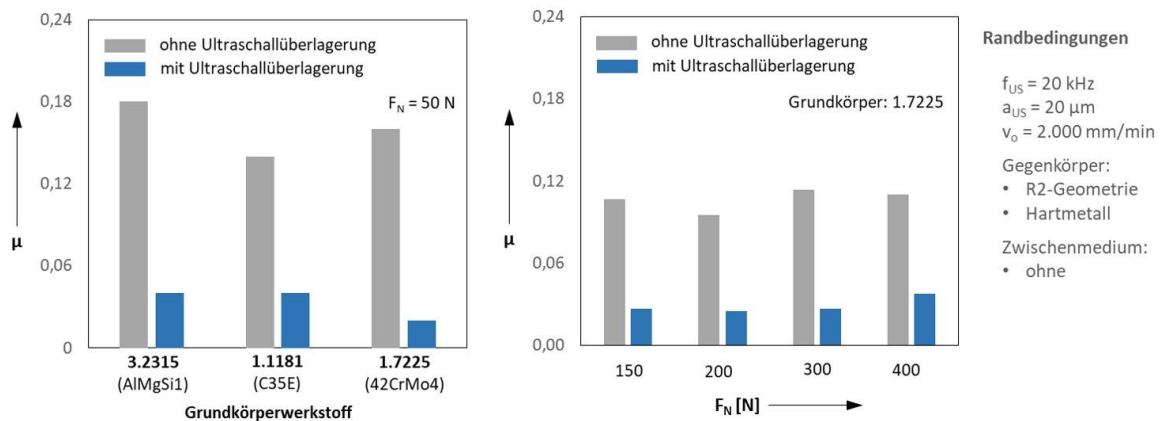 0,24
ohne Ultraschallüberlagerung
mit Ultraschallüberlagerung
F_N = 50 N
0,18
0,12
µ
0,06
0
3.2315
(AlMgSi1)
1.1181
(C35E)
1.7225
(42CrMo4)
Grundkörperwerkstoff
0,24
ohne Ultraschallüberlagerung
mit Ultraschallüberlagerung
Grundkörper: 1.7225
0,18
0,12
µ
0,06
0,00
150
200
300
400
F_N [N]
Randbedingungen
f_US = 20 kHz
a_US = 20 µm
v_o = 2.000 mm/min
Gegenkörper:
• R2-Geometrie
• Hartmetall
Zwischenmedium:
• ohne